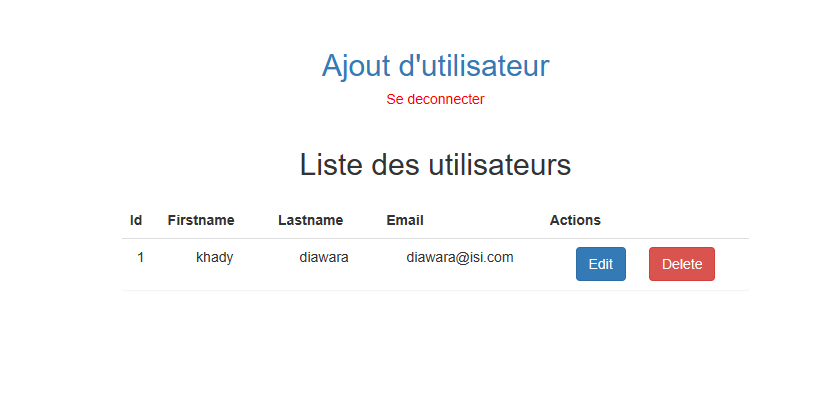 Ajout d'utilisateur
Se deconnecter
Liste des utilisateurs
Id Firstname Lastname Email Actions
1 khady diawara diawara@isi.com Edit Delete